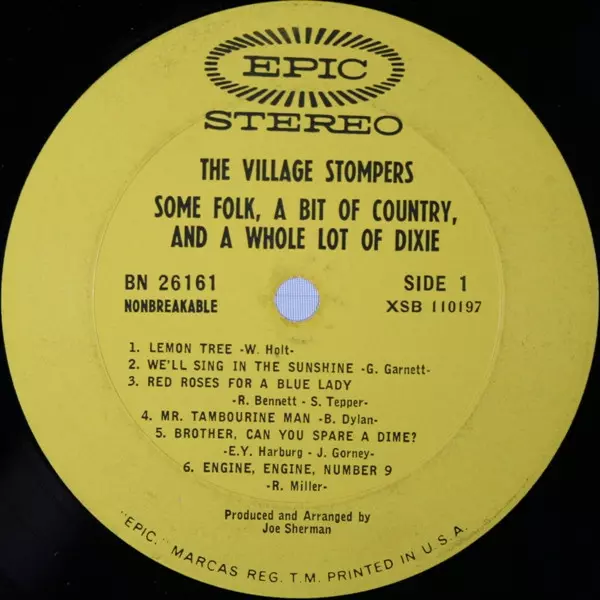 EPIC
STEREO
THE VILLAGE STOMPERS
SOME FOLK, A BIT OF COUNTRY,
AND A WHOLE LOT OF DIXIE
BN 26161 SIDE 1
NONBREAKABLE XSB 110197
1. LEMON TREE -W. Holt-
2. WE'LL SING IN THE SUNSHINE -G. Garnett-
3. RED ROSES FOR A BLUE LADY
-R. Bennett - S. Tepper-
4. MR. TAMBOURINE MAN -B. Dylan-
5. BROTHER, CAN YOU SPARE A DIME?
-E.Y. Harburg - J. Gorney-
6. ENGINE, ENGINE, NUMBER 9
-R. Miller-
Produced and Arranged by
Joe Sherman
"EPIC," MARCAS REG. T.M. PRINTED IN U.S.A.